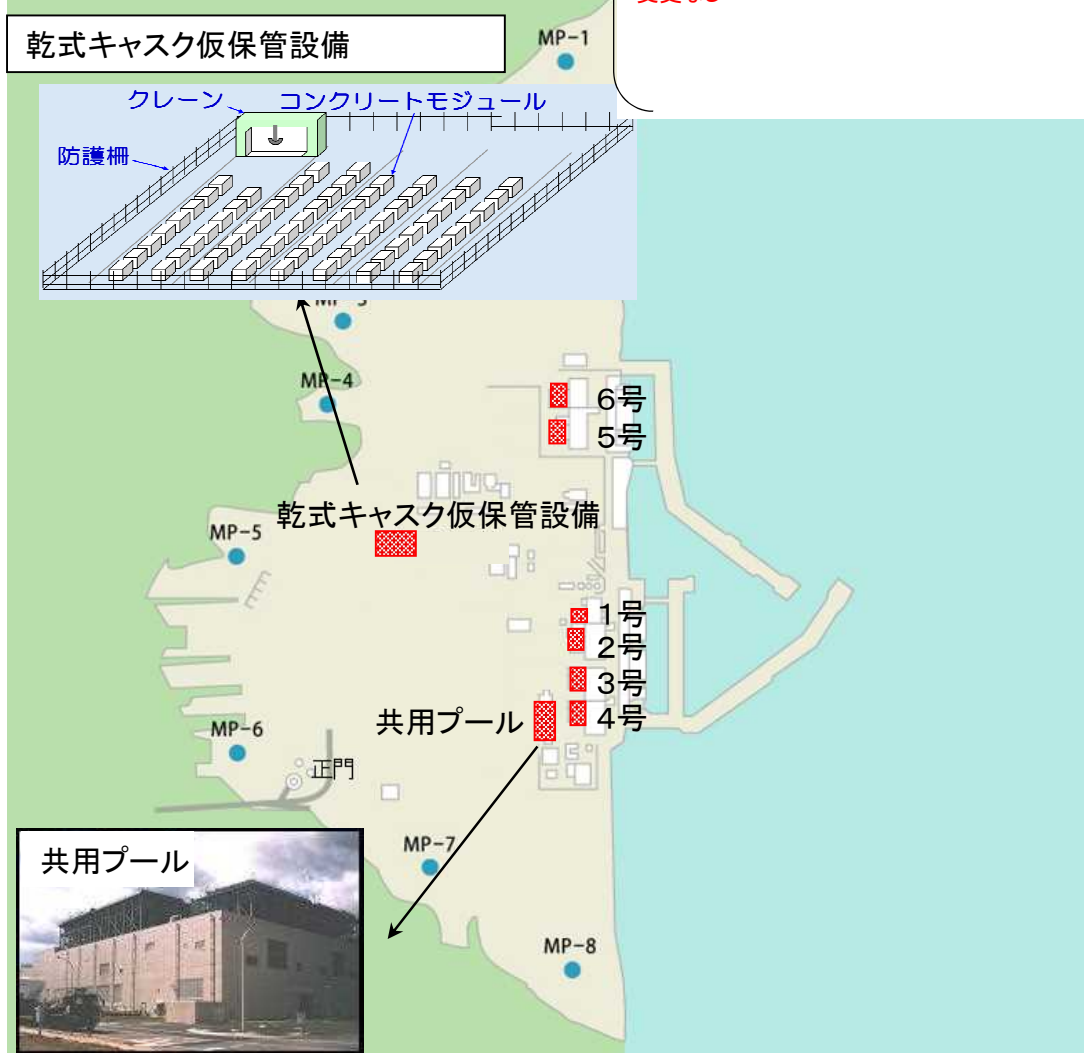 乾式キャスク仮保管設備
MP-1
クレーン
コンクリートモジュール
防護柵
MP-4
6号
5号
乾式キャスク仮保管設備
MP-5
1号
2号
3号
共用プール
4号
MP-6
正門
MP-7
共用プール
MP-8